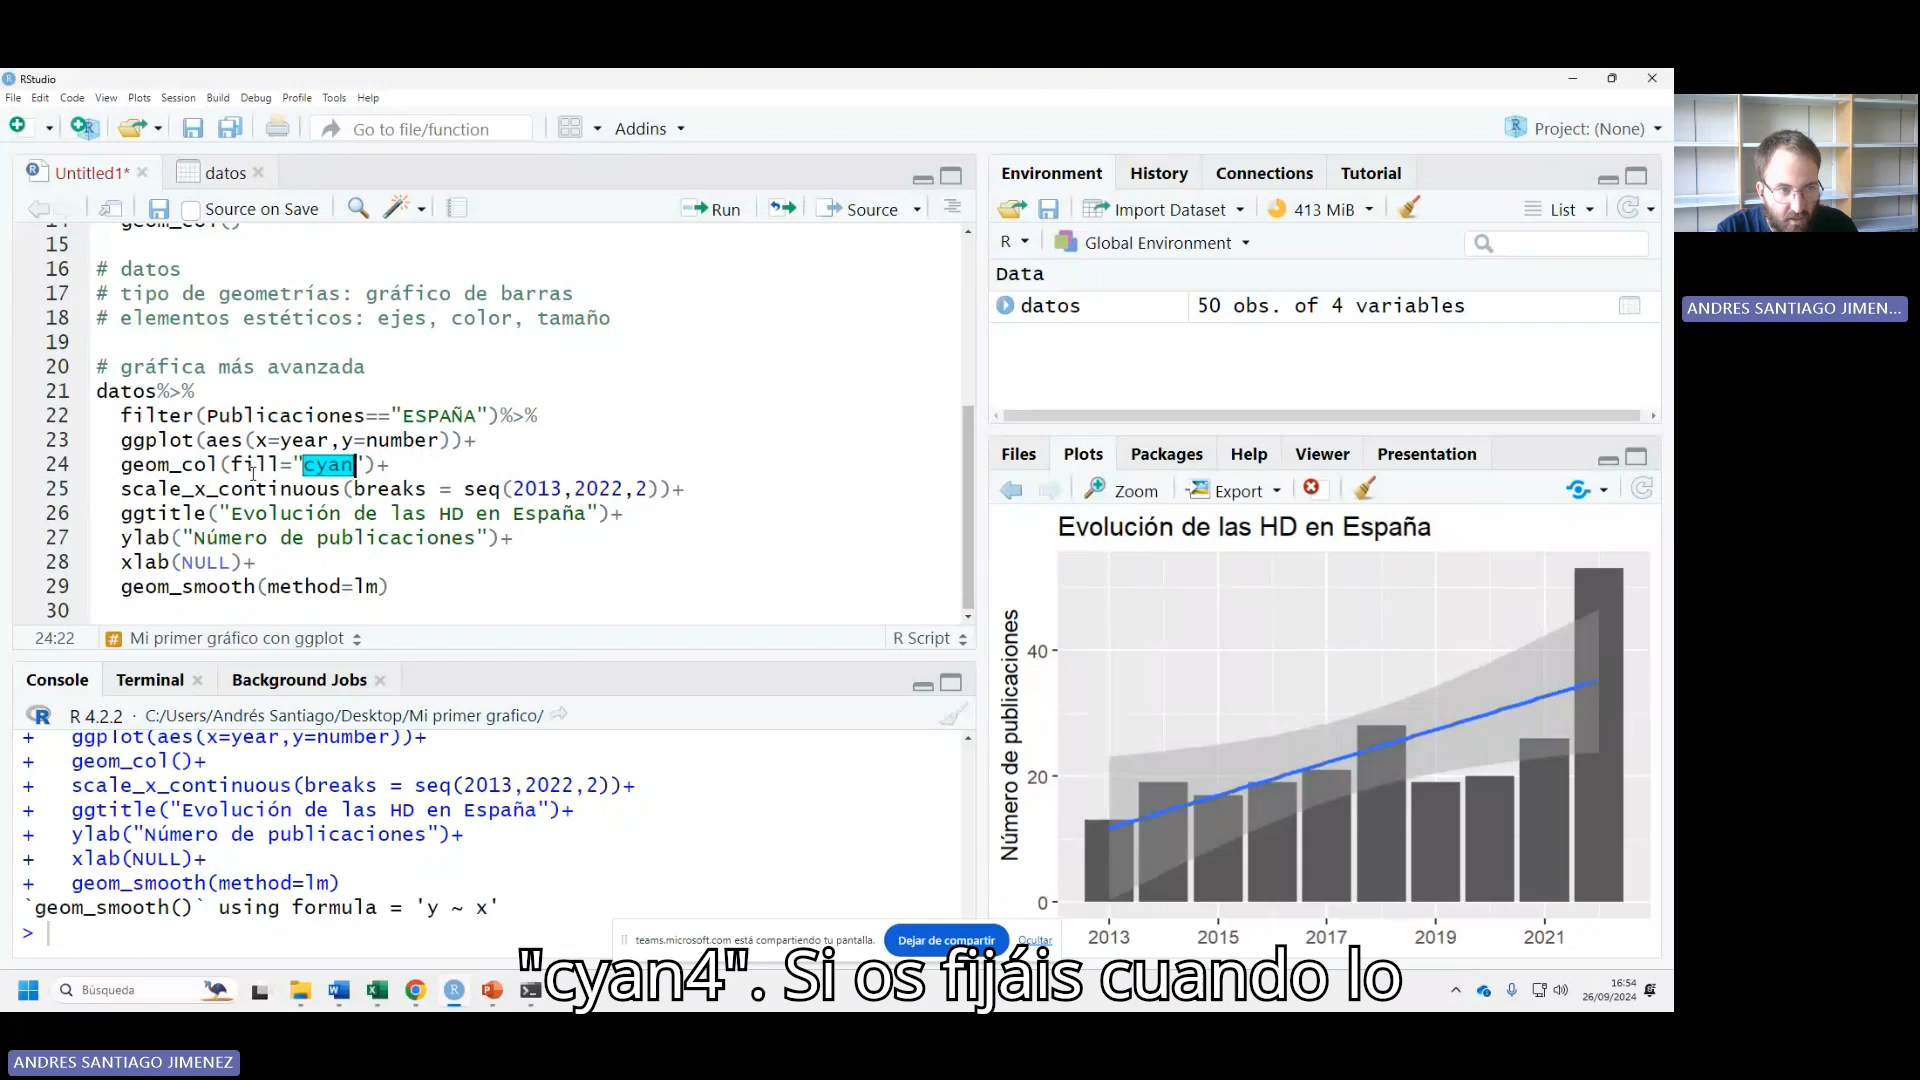 RStudio
File Edit Code View Plots Session Build Debug Profile Tools Help
Go to file/function
Addins
Project: (None)
Untitled1*
datos
Source on Save
Run
Source
15
16 # datos
17 # tipo de geometrías: gráfico de barras
18 # elementos estéticos: ejes, color, tamaño
19
20 # gráfica más avanzada
21 datos%>%
22 filter(Publicaciones=="ESPAÑA")%>%
23 ggplot(aes(x=year,y=number))+
24 geom_col(fill="cyan")+
25 scale_x_continuous(breaks = seq(2013,2022,2))+
26 ggtitle("Evolución de las HD en España")+
27 ylab("Número de publicaciones")+
28 xlab(NULL)+
29 geom_smooth(method=lm)
30
24:22 # Mi primer gráfico con ggplot R Script
Console Terminal Background Jobs
R 4.2.2 · C:/Users/Andrés Santiago/Desktop/Mi primer grafico/
+ ggplot(aes(x=year,y=number))+
+ geom_col()+
+ scale_x_continuous(breaks = seq(2013,2022,2))+
+ ggtitle("Evolución de las HD en España")+
+ ylab("Número de publicaciones")+
+ xlab(NULL)+
+ geom_smooth(method=lm)
`geom_smooth()` using formula = 'y ~ x'
>
Environment History Connections Tutorial
Import Dataset 413 MiB List
R Global Environment
Data
datos 50 obs. of 4 variables
Files Plots Packages Help Viewer Presentation
Zoom Export
Evolución de las HD en España
Número de publicaciones
40
20
0
2013 2015 2017 2019 2021
teams.microsoft.com está compartiendo tu pantalla. Dejar de compartir Ocultar
"cyan4". Si os fijáis cuando lo
Búsqueda
16:54
26/09/2024
ANDRES SANTIAGO JIMEN...
ANDRES SANTIAGO JIMENEZ